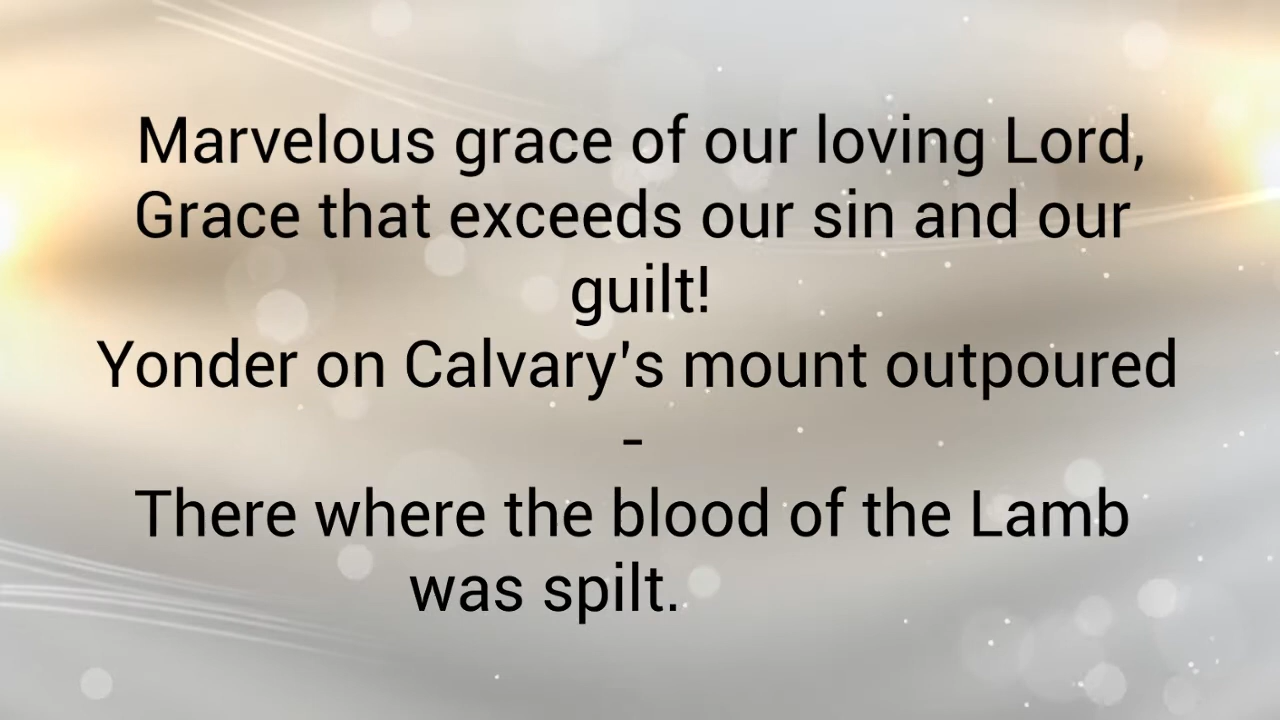 Marvelous grace of our loving Lord,
Grace that exceeds our sin and our
guilt!
Yonder on Calvary's mount outpoured
-
There where the blood of the Lamb
was spilt.